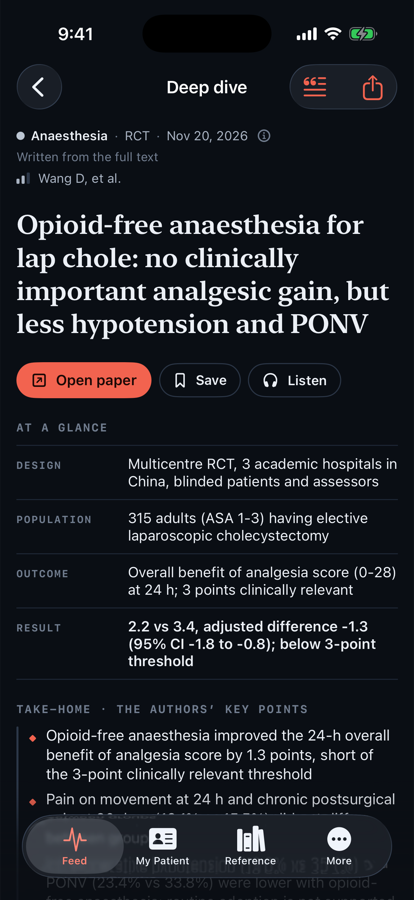 9:41
Deep dive
Anaesthesia · RCT · Nov 20, 2026
Written from the full text
Wang D, et al.
Opioid-free anaesthesia for
lap chole: no clinically
important analgesic gain, but
less hypotension and PONV
Open paper
Save
Listen
AT A GLANCE
DESIGN
Multicentre RCT, 3 academic hospitals in
China, blinded patients and assessors
POPULATION
315 adults (ASA 1-3) having elective
laparoscopic cholecystectomy
OUTCOME
Overall benefit of analgesia score (0-28)
at 24 h; 3 points clinically relevant
RESULT
2.2 vs 3.4, adjusted difference -1.3
(95% CI -1.8 to -0.8); below 3-point
threshold
TAKE-HOME · THE AUTHORS’ KEY POINTS
Opioid-free anaesthesia improved the 24-h overall
benefit of analgesia score by 1.3 points, short of
the 3-point clinically relevant threshold
Pain on movement at 24 h and chronic postsurgical
Feed
My Patient
Reference
More
PONV (23.4% vs 33.8%) were lower with opioid-